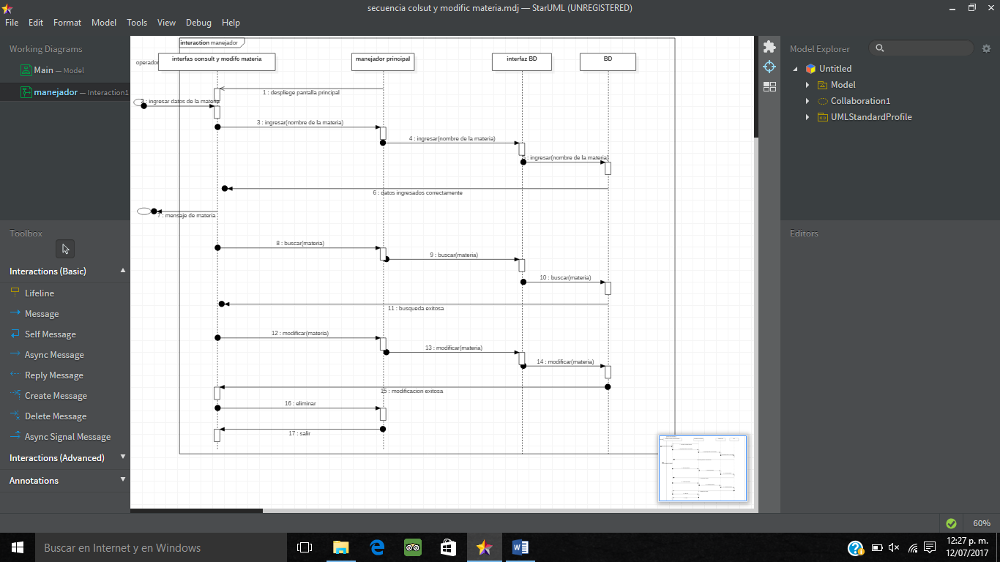 secuencia colsut y modific materia.mdj — StarUML (UNREGISTERED)
File Edit Format Model Tools View Debug Help
Working Diagrams
Main — Model
manejador — Interaction1
Toolbox
Interactions (Basic)
Lifeline
Message
Self Message
Async Message
Reply Message
Create Message
Delete Message
Async Signal Message
Interactions (Advanced)
Annotations
interaction manejador
operador
interfas consult y modifc materia
manejador principal
interfaz BD
BD
1 : despliege pantalla principal
2 : ingresar datos de la materia
3 : ingresar(nombre de la materia)
4 : ingresar(nombre de la materia)
5 : ingresar(nombre de la materia)
6 : datos ingresados correctamente
7 : mensaje de materia
8 : buscar(materia)
9 : buscar(materia)
10 : buscar(materia)
11 : busqueda exitosa
12 : modificar(materia)
13 : modificar(materia)
14 : modificar(materia)
15 : modificacion exitosa
16 : eliminar
17 : salir
Model Explorer
Untitled
Model
Collaboration1
UMLStandardProfile
Editors
60%
Buscar en Internet y en Windows
12:27 p. m.
12/07/2017